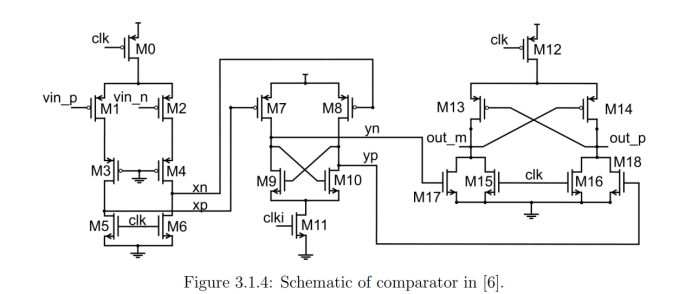 clk M0 clk M12
vin_p M1 vin_n M2 M7 M8 M13 M14
yn out_m out_p
M3 M4 yp M18
xn M9 M10 clk
xp M17 M15 M16
M5 clk M6 clki M11
Figure 3.1.4: Schematic of comparator in [6].